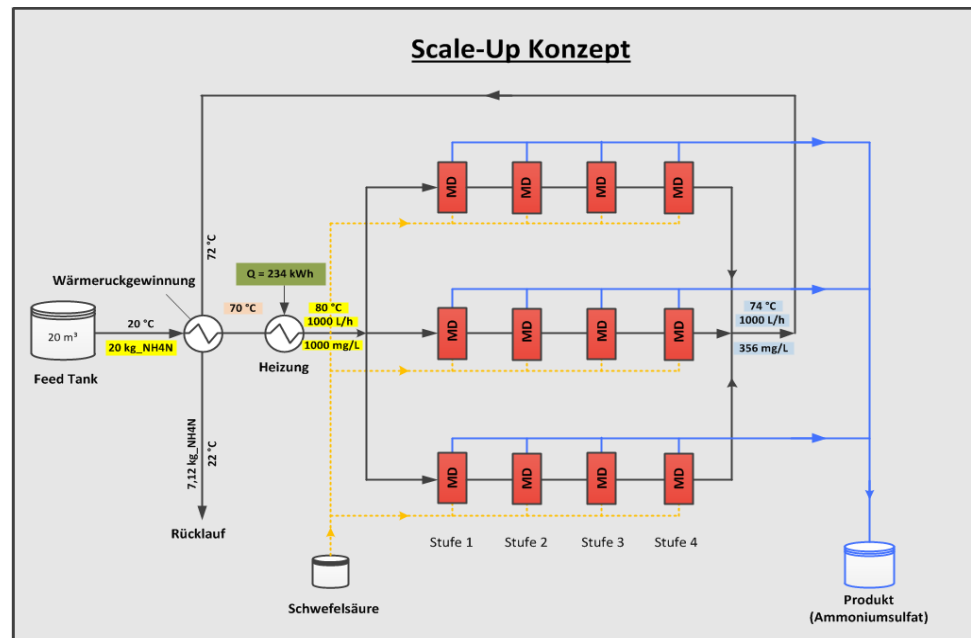 Scale-Up Konzept
72 °C
Wärmeruckgewinnung
Q = 234 kWh
20 m³
Feed Tank
20 °C
20 kg_NH4N
70 °C
Heizung
80 °C
1000 L/h
1000 mg/L
MD
MD
MD
MD
MD
MD
MD
MD
74 °C
1000 L/h
356 mg/L
MD
MD
MD
MD
7,12 kg_NH4N
22 °C
Rücklauf
Stufe 1
Stufe 2
Stufe 3
Stufe 4
Schwefelsäure
Produkt
(Ammoniumsulfat)